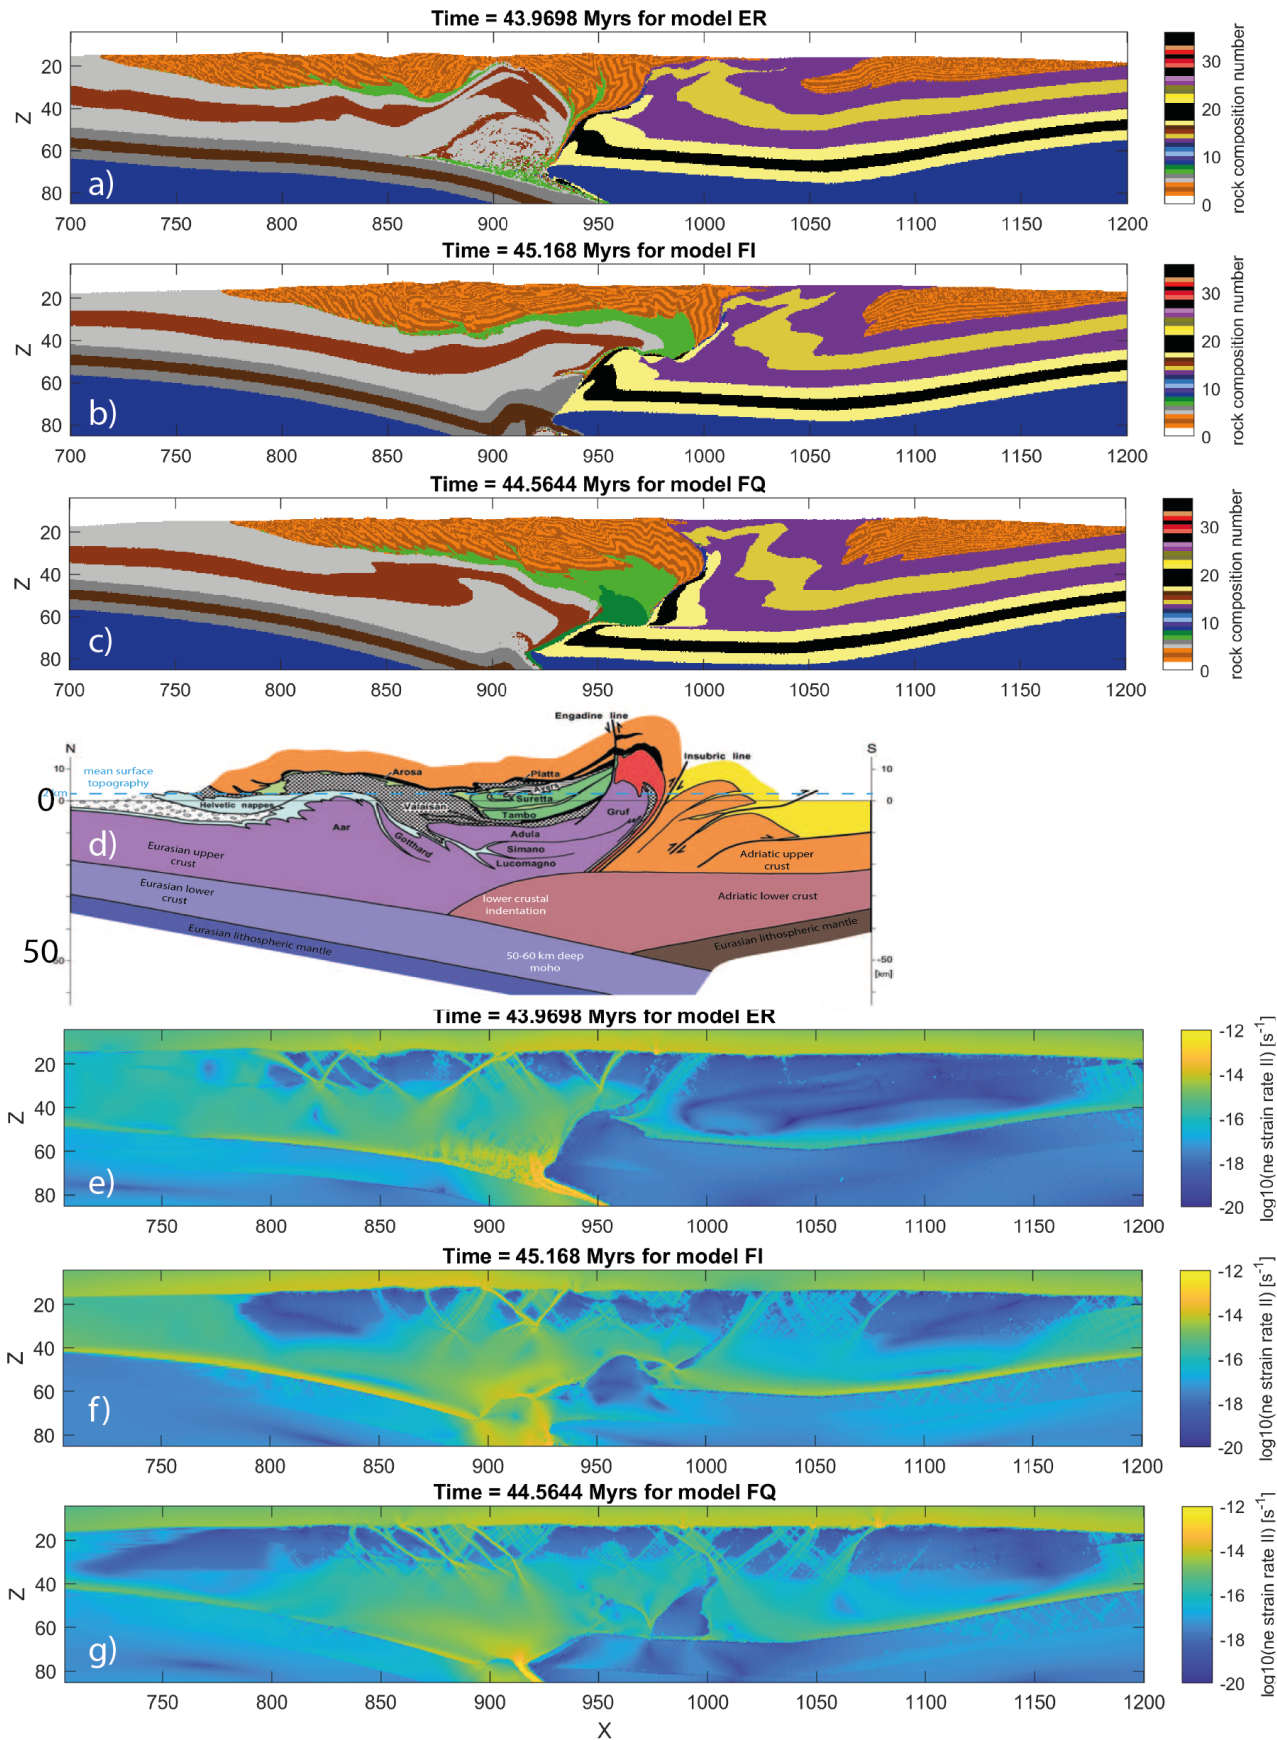 Time = 43.9698 Myrs for model ER
20
40
60
80
Z
a)
700 750 800 850 900 950 1000 1050 1100 1150 1200
30
20
10
0
rock composition number
Time = 45.168 Myrs for model FI
20
40
60
80
Z
b)
700 750 800 850 900 950 1000 1050 1100 1150 1200
30
20
10
0
rock composition number
Time = 44.5644 Myrs for model FQ
20
40
60
80
Z
c)
700 750 800 850 900 950 1000 1050 1100 1150 1200
30
20
10
0
rock composition number
Engadine line
N
S
Insubric line
mean surface
topography
10
10
km
0
0
0
Arosa
Platta
Avers
Suretta
Tambo
Helvetic nappes
Valaisan
Gruf
Aar
Gotthard
Adula
Simano
Lucomagno
d)
Eurasian upper
crust
Adriatic upper
crust
Eurasian lower
crust
lower crustal
indentation
Adriatic lower crust
Eurasian lithospheric mantle
Eurasian lithospheric mantle
50-60 km deep
moho
50
-50
[km]
Time = 43.9698 Myrs for model ER
20
40
60
80
Z
e)
750 800 850 900 950 1000 1050 1100 1150 1200
-12
-14
-16
-18
-20
log10(ne strain rate II) [s⁻¹]
Time = 45.168 Myrs for model FI
20
40
60
80
Z
f)
750 800 850 900 950 1000 1050 1100 1150 1200
-12
-14
-16
-18
-20
log10(ne strain rate II) [s⁻¹]
Time = 44.5644 Myrs for model FQ
20
40
60
80
Z
g)
750 800 850 900 950 1000 1050 1100 1150 1200
X
-12
-14
-16
-18
-20
log10(ne strain rate II) [s⁻¹]